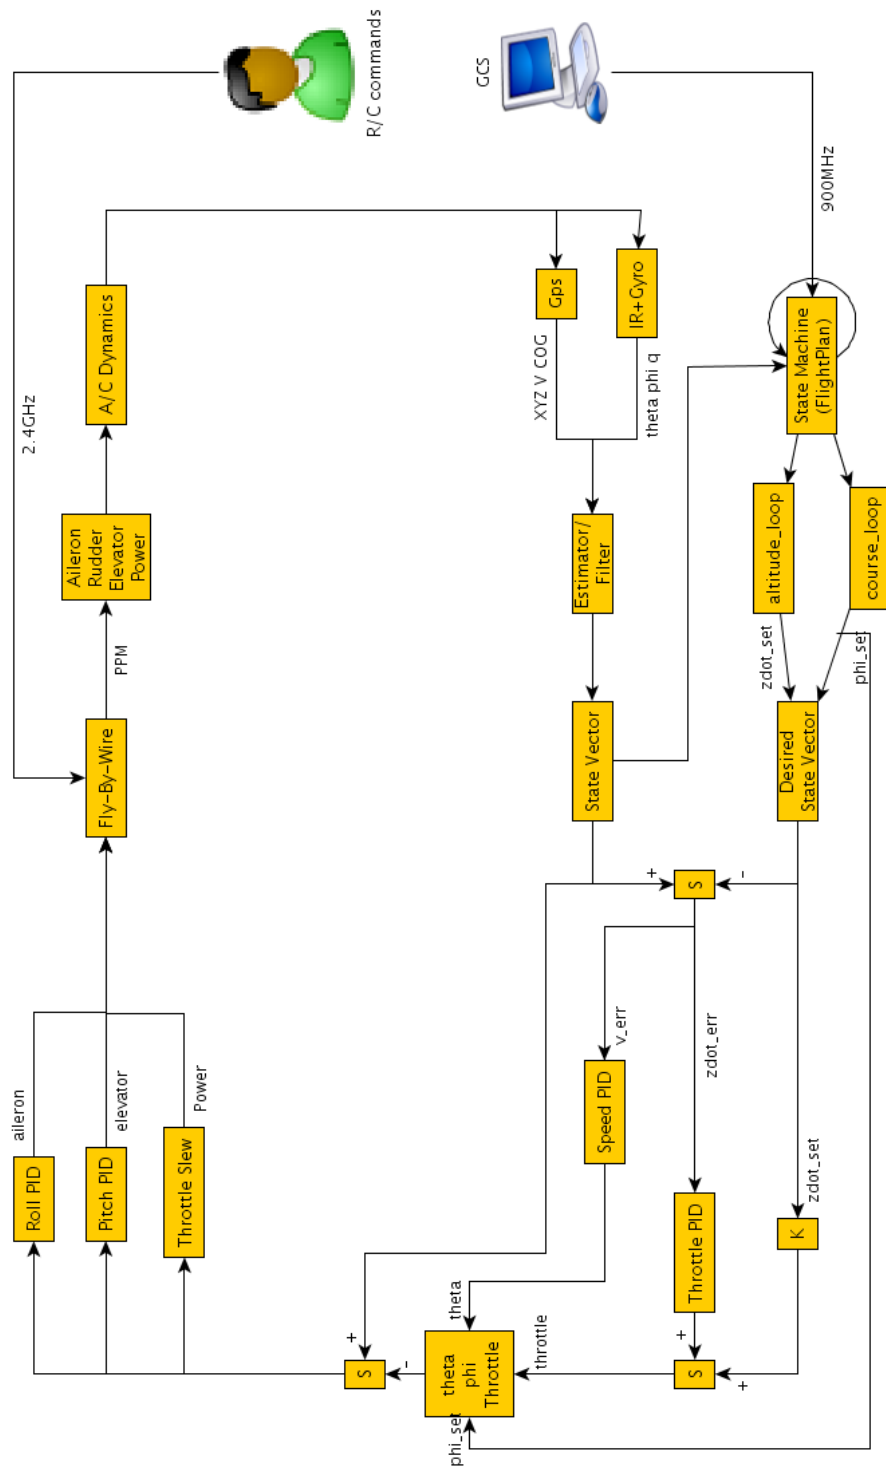 R/C commands
GCS
2.4GHz
900MHz
A/C Dynamics
Gps
IR+Gyro
XYZ V COG
theta phi q
State Machine
(FlightPlan)
Aileron
Rudder
Elevator
Power
PPM
Estimator/
Filter
altitude_loop
course_loop
zdot_set
phi_set
Fly-By-Wire
State Vector
Desired
State Vector
+
S
-
v_err
zdot_err
zdot_set
aileron
elevator
Power
Roll PID
Pitch PID
Throttle Slew
Speed PID
Throttle PID
K
+
S
-
theta
theta
phi
Throttle
phi_set
throttle
+
S
+